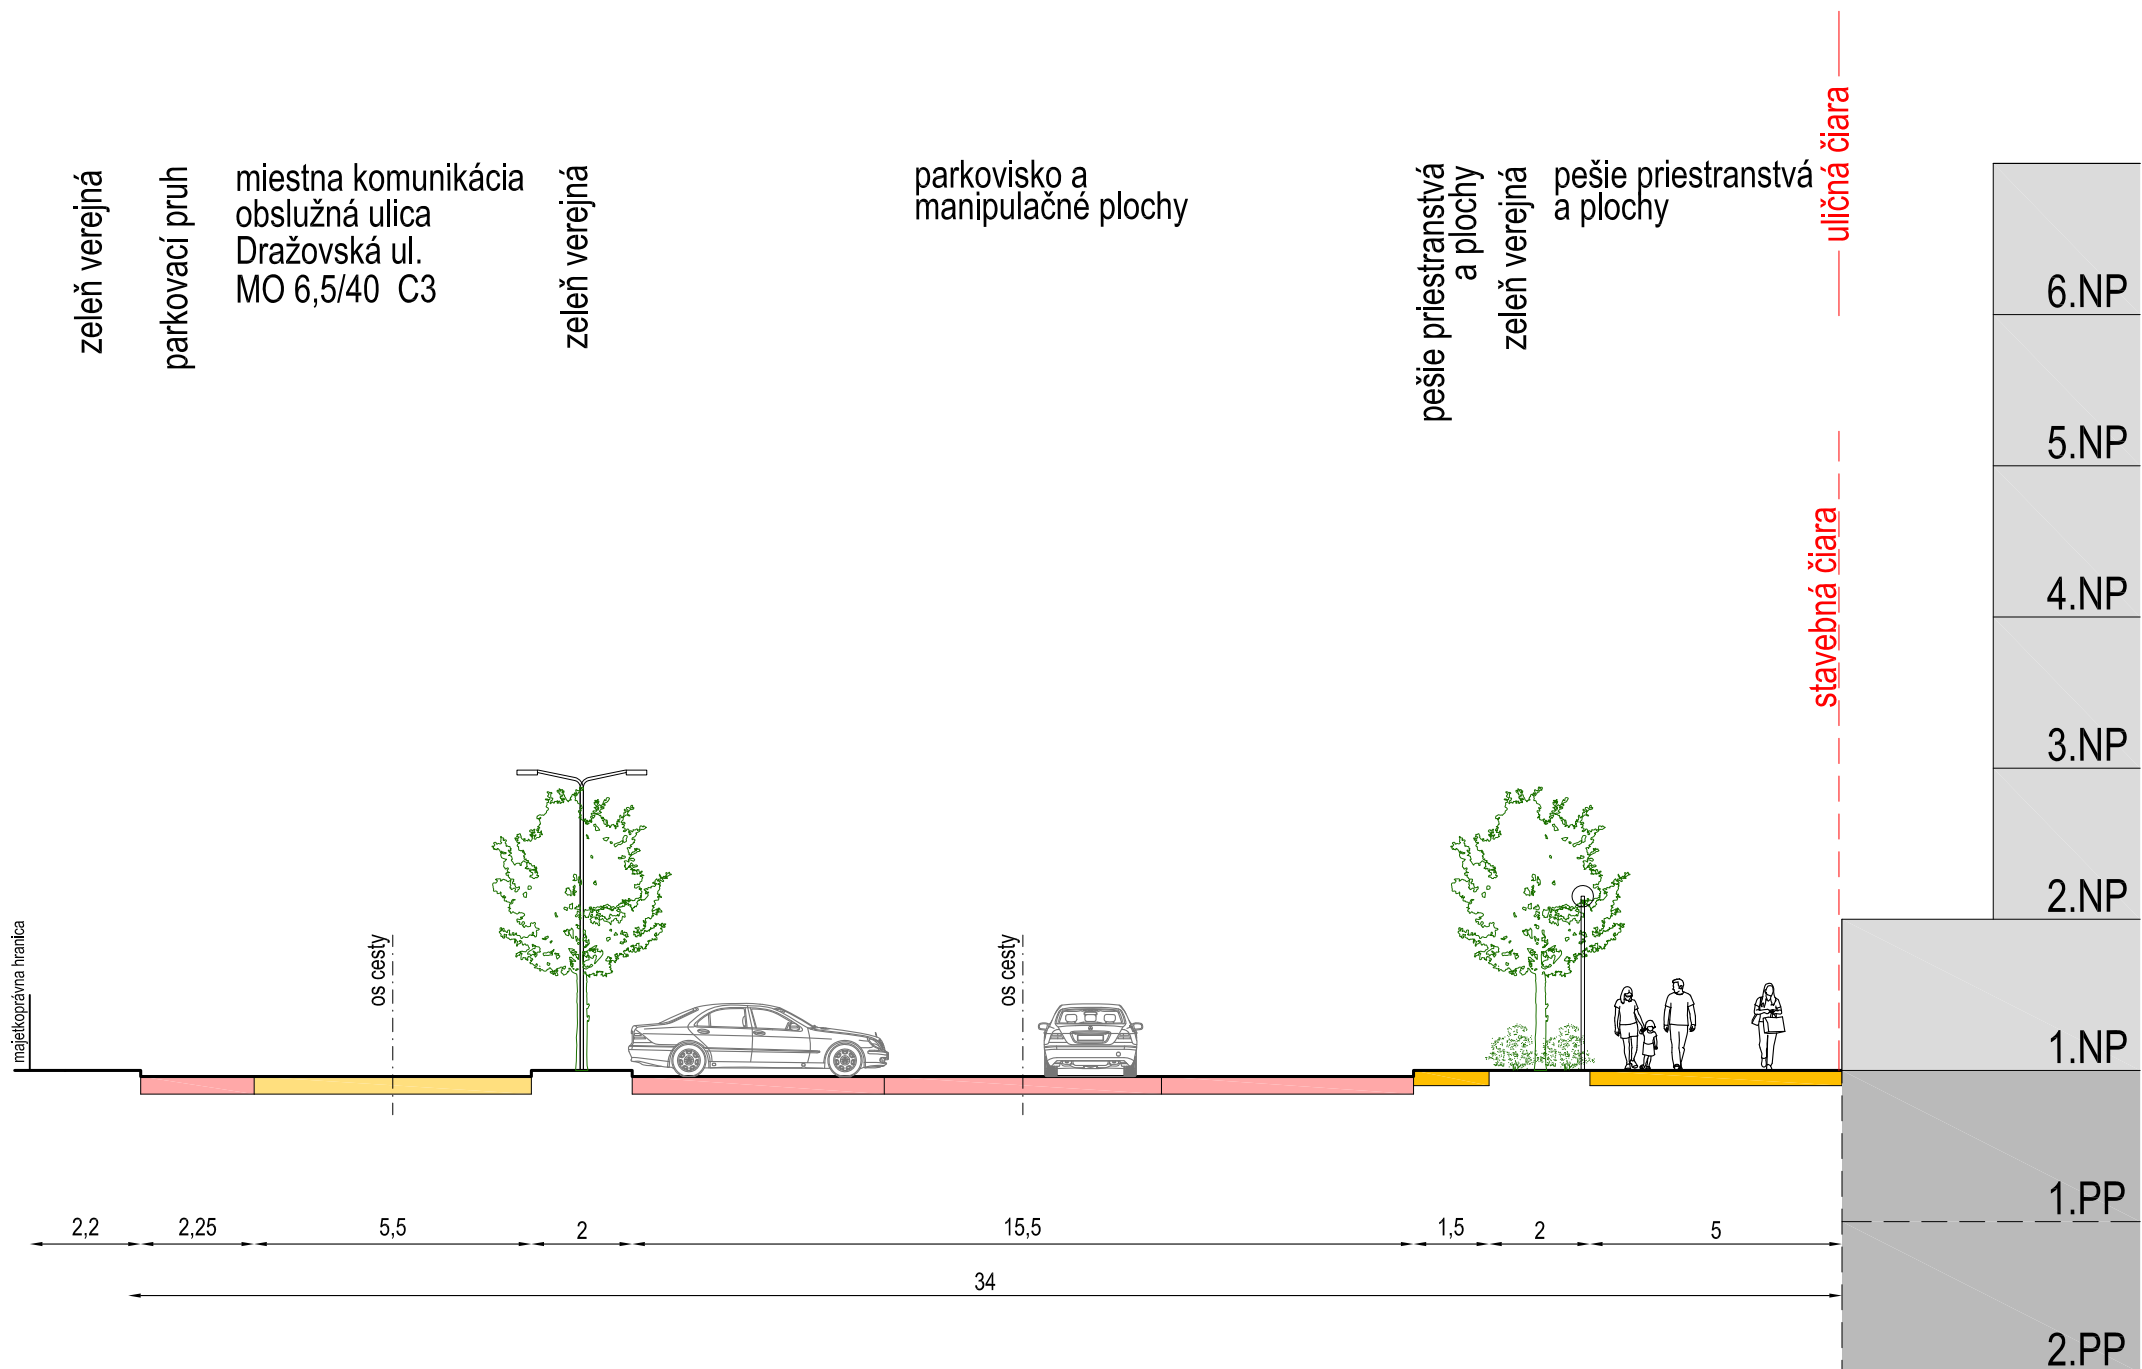 zeleň verejná
parkovací pruh
miestna komunikácia
obslužná ulica
Dražovská ul.
MO 6,5/40 C3
zeleň verejná
parkovisko a
manipulačné plochy
pešie priestranstvá
a plochy
zeleň verejná
pešie priestranstvá
a plochy
uličná čiara
stavebná čiara
6.NP
5.NP
4.NP
3.NP
2.NP
1.NP
1.PP
2.PP
majetkoprávna hranica
os cesty
os cesty
2,2
2,25
5,5
2
15,5
1,5
2
5
34